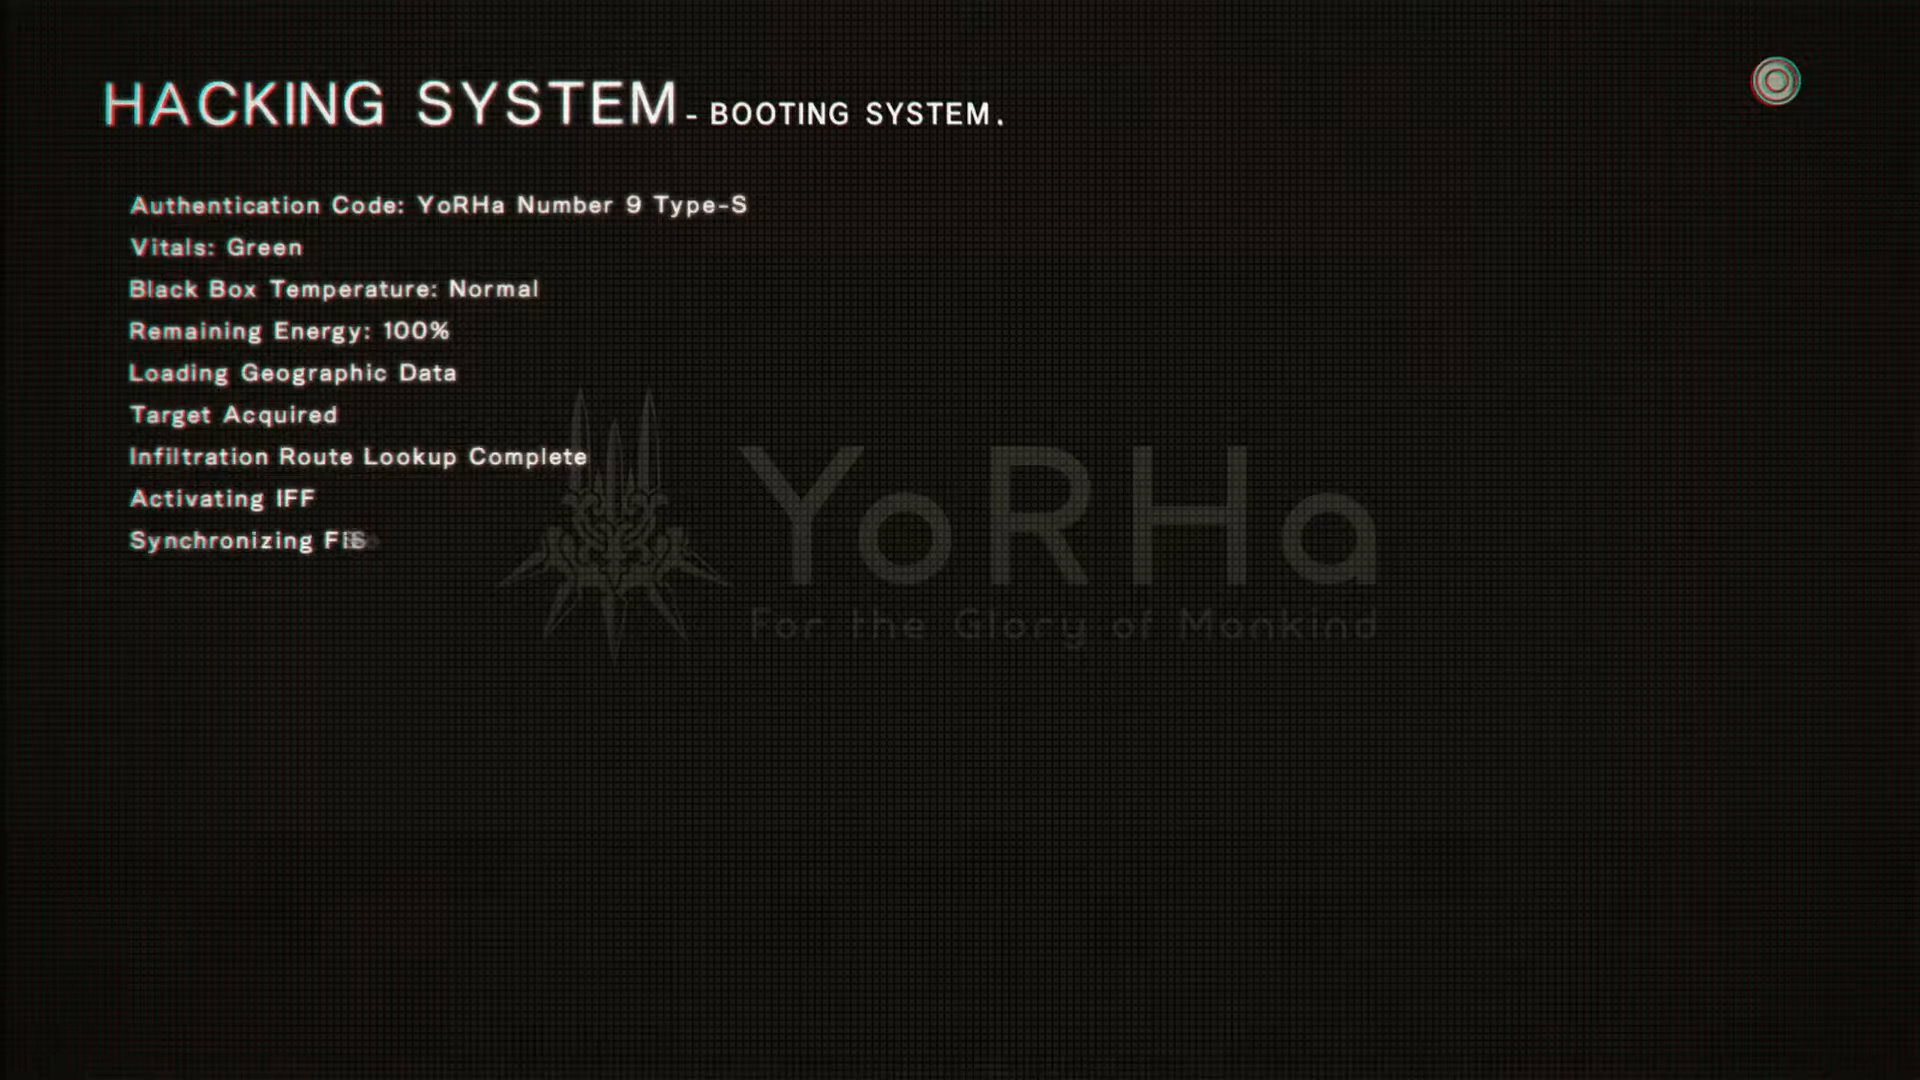 HACKING SYSTEM - BOOTING SYSTEM.
Authentication Code: YoRHa Number 9 Type-S
Vitals: Green
Black Box Temperature: Normal
Remaining Energy: 100%
Loading Geographic Data
Target Acquired
Infiltration Route Lookup Complete
Activating IFF
Synchronizing
YoRHa
For the Glory of Mankind